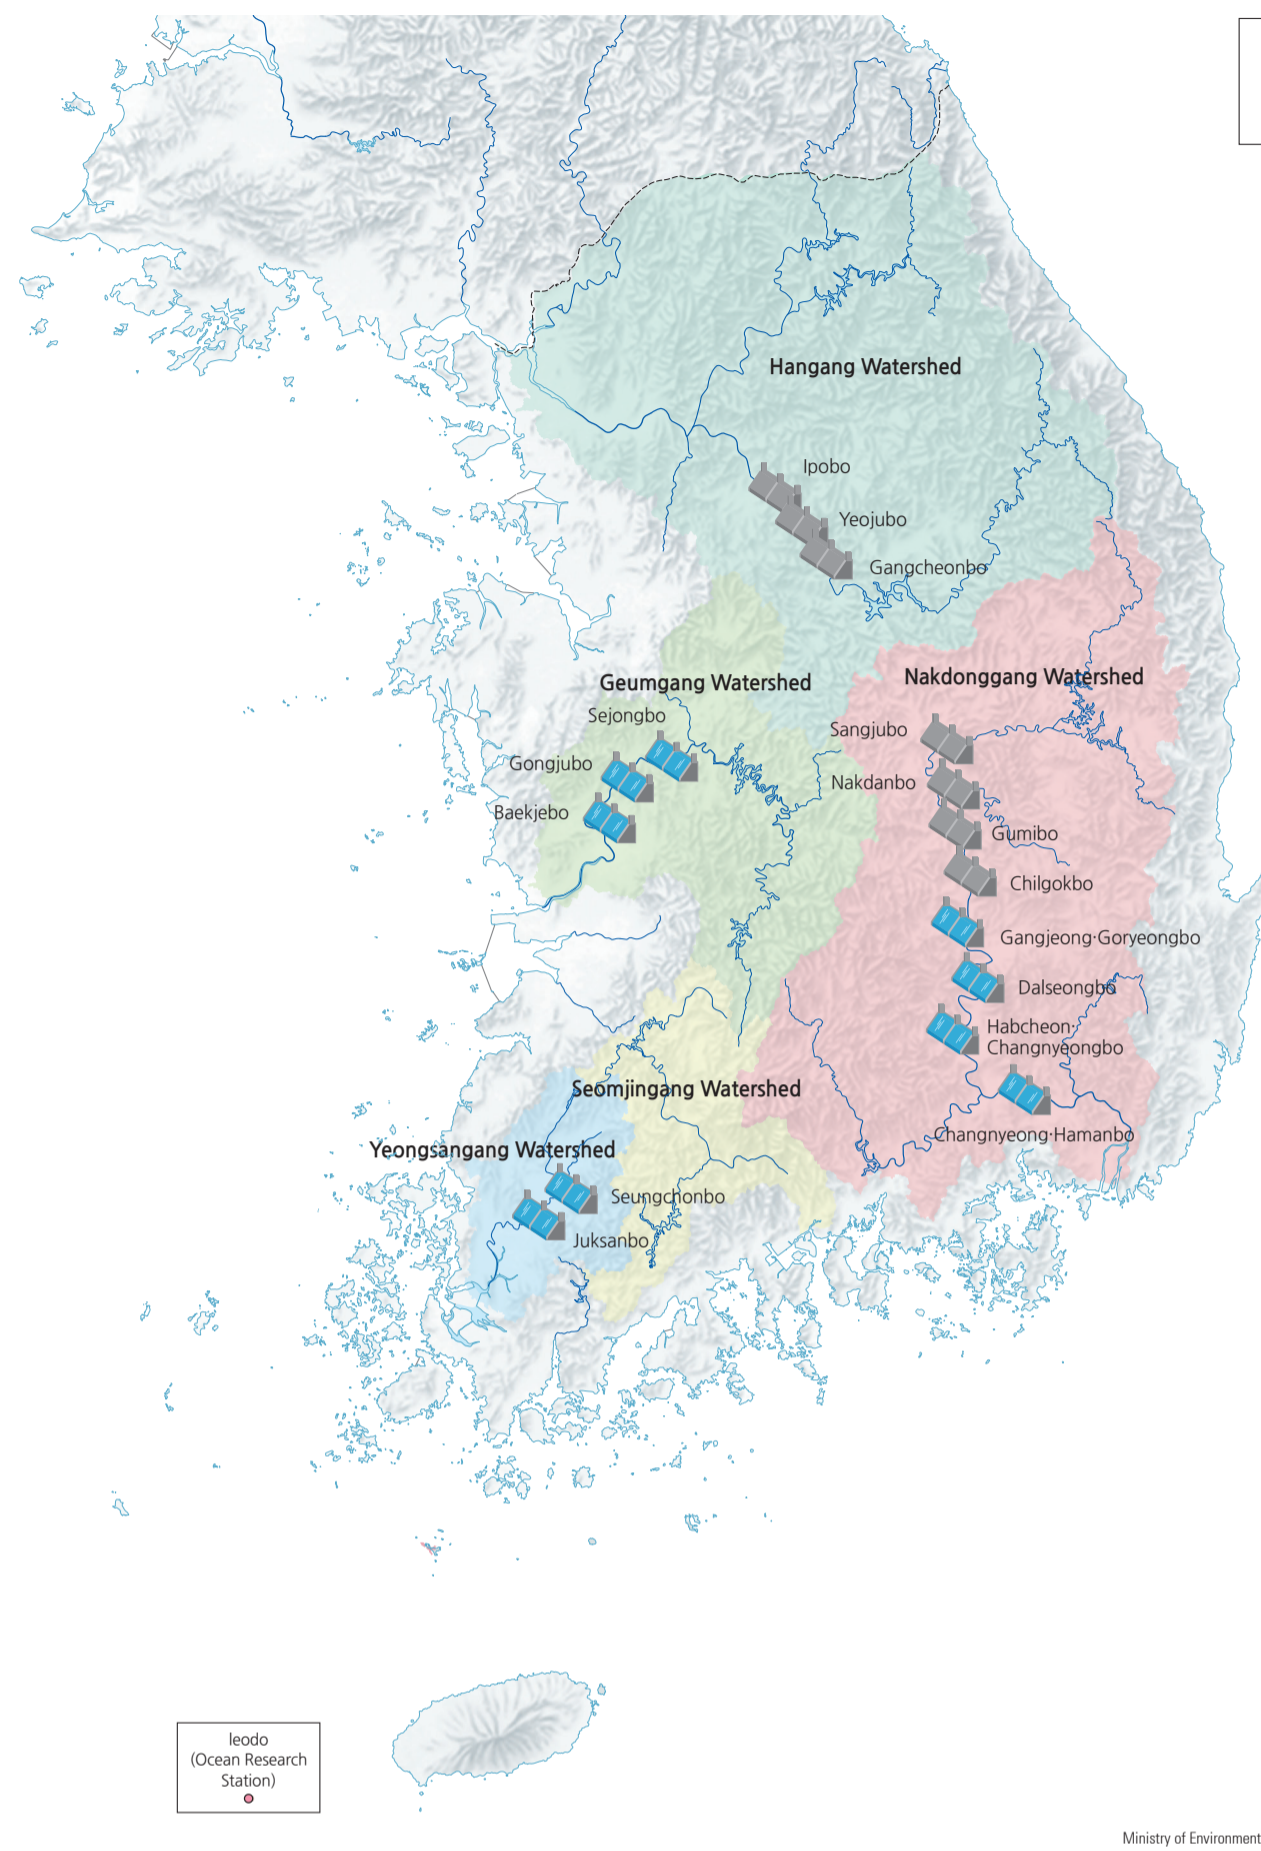 Hangang Watershed
Ipobo
Yeojubo
Gangcheonbo
Geumgang Watershed
Nakdonggang Watershed
Sejongbo
Sangjubo
Gongjubo
Nakdanbo
Baekjebo
Gumibo
Chilgokbo
Gangjeong·Goryeongbo
Dalseongbo
Habcheon·
Changnyeongbo
Seomjingang Watershed
Changnyeong·Hamanbo
Yeongsangang Watershed
Seungchonbo
Juksanbo
Ieodo
(Ocean Research
Station)
Ministry of Environment